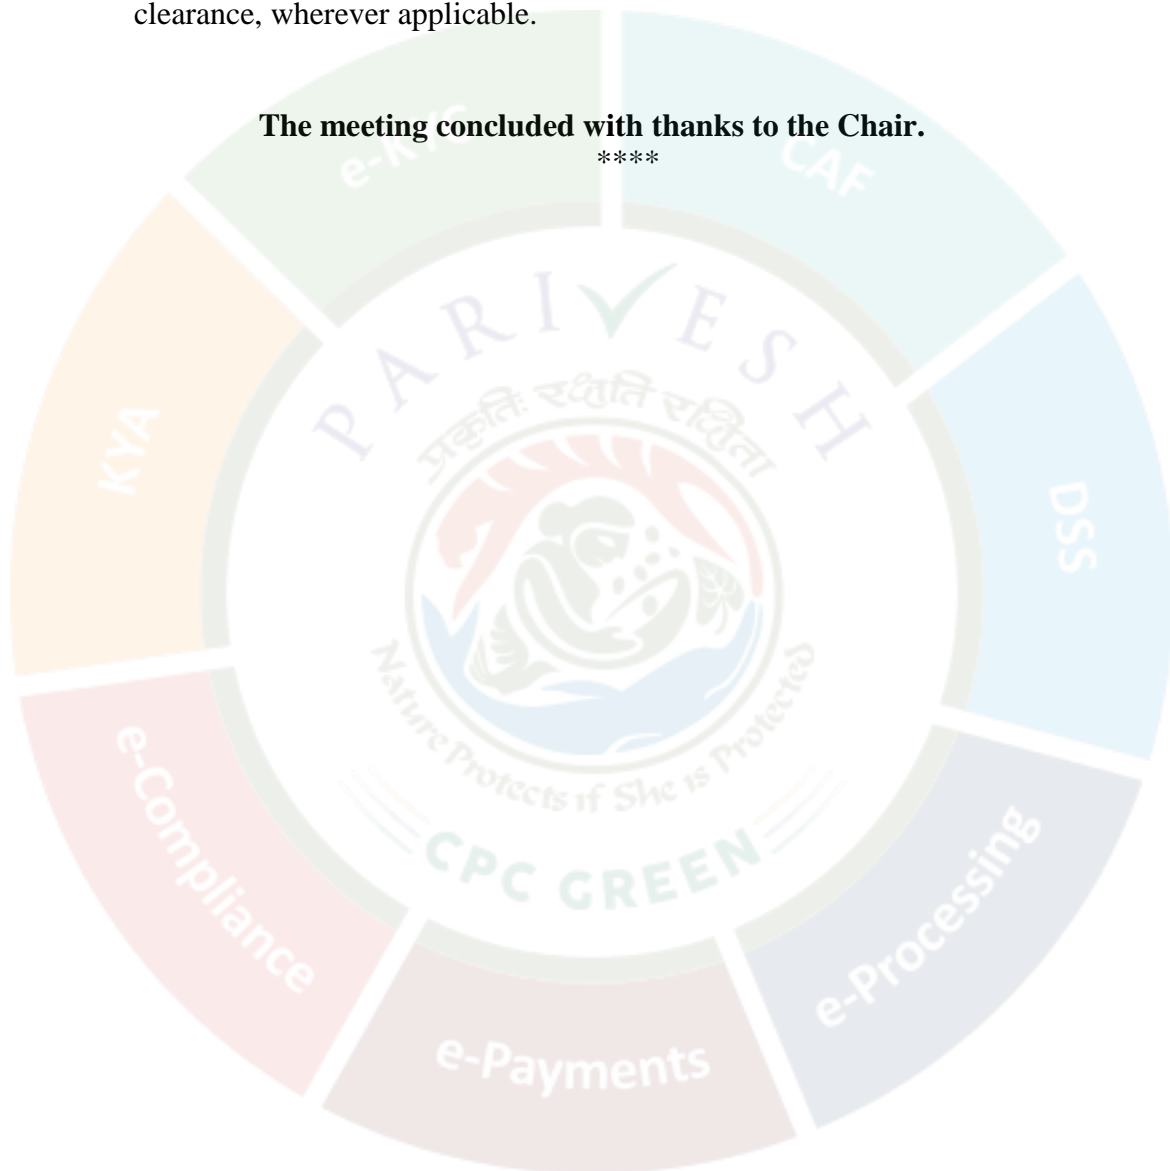 clearance, wherever applicable.
The meeting concluded with thanks to the Chair.
****
e-KYC
CAF
KYA
DSS
PARIVESH
प्रकृतिः रक्षति रक्षिता
Nature Protects if She is Protected
CPC GREEN
e-Compliance
e-Processing
e-Payments